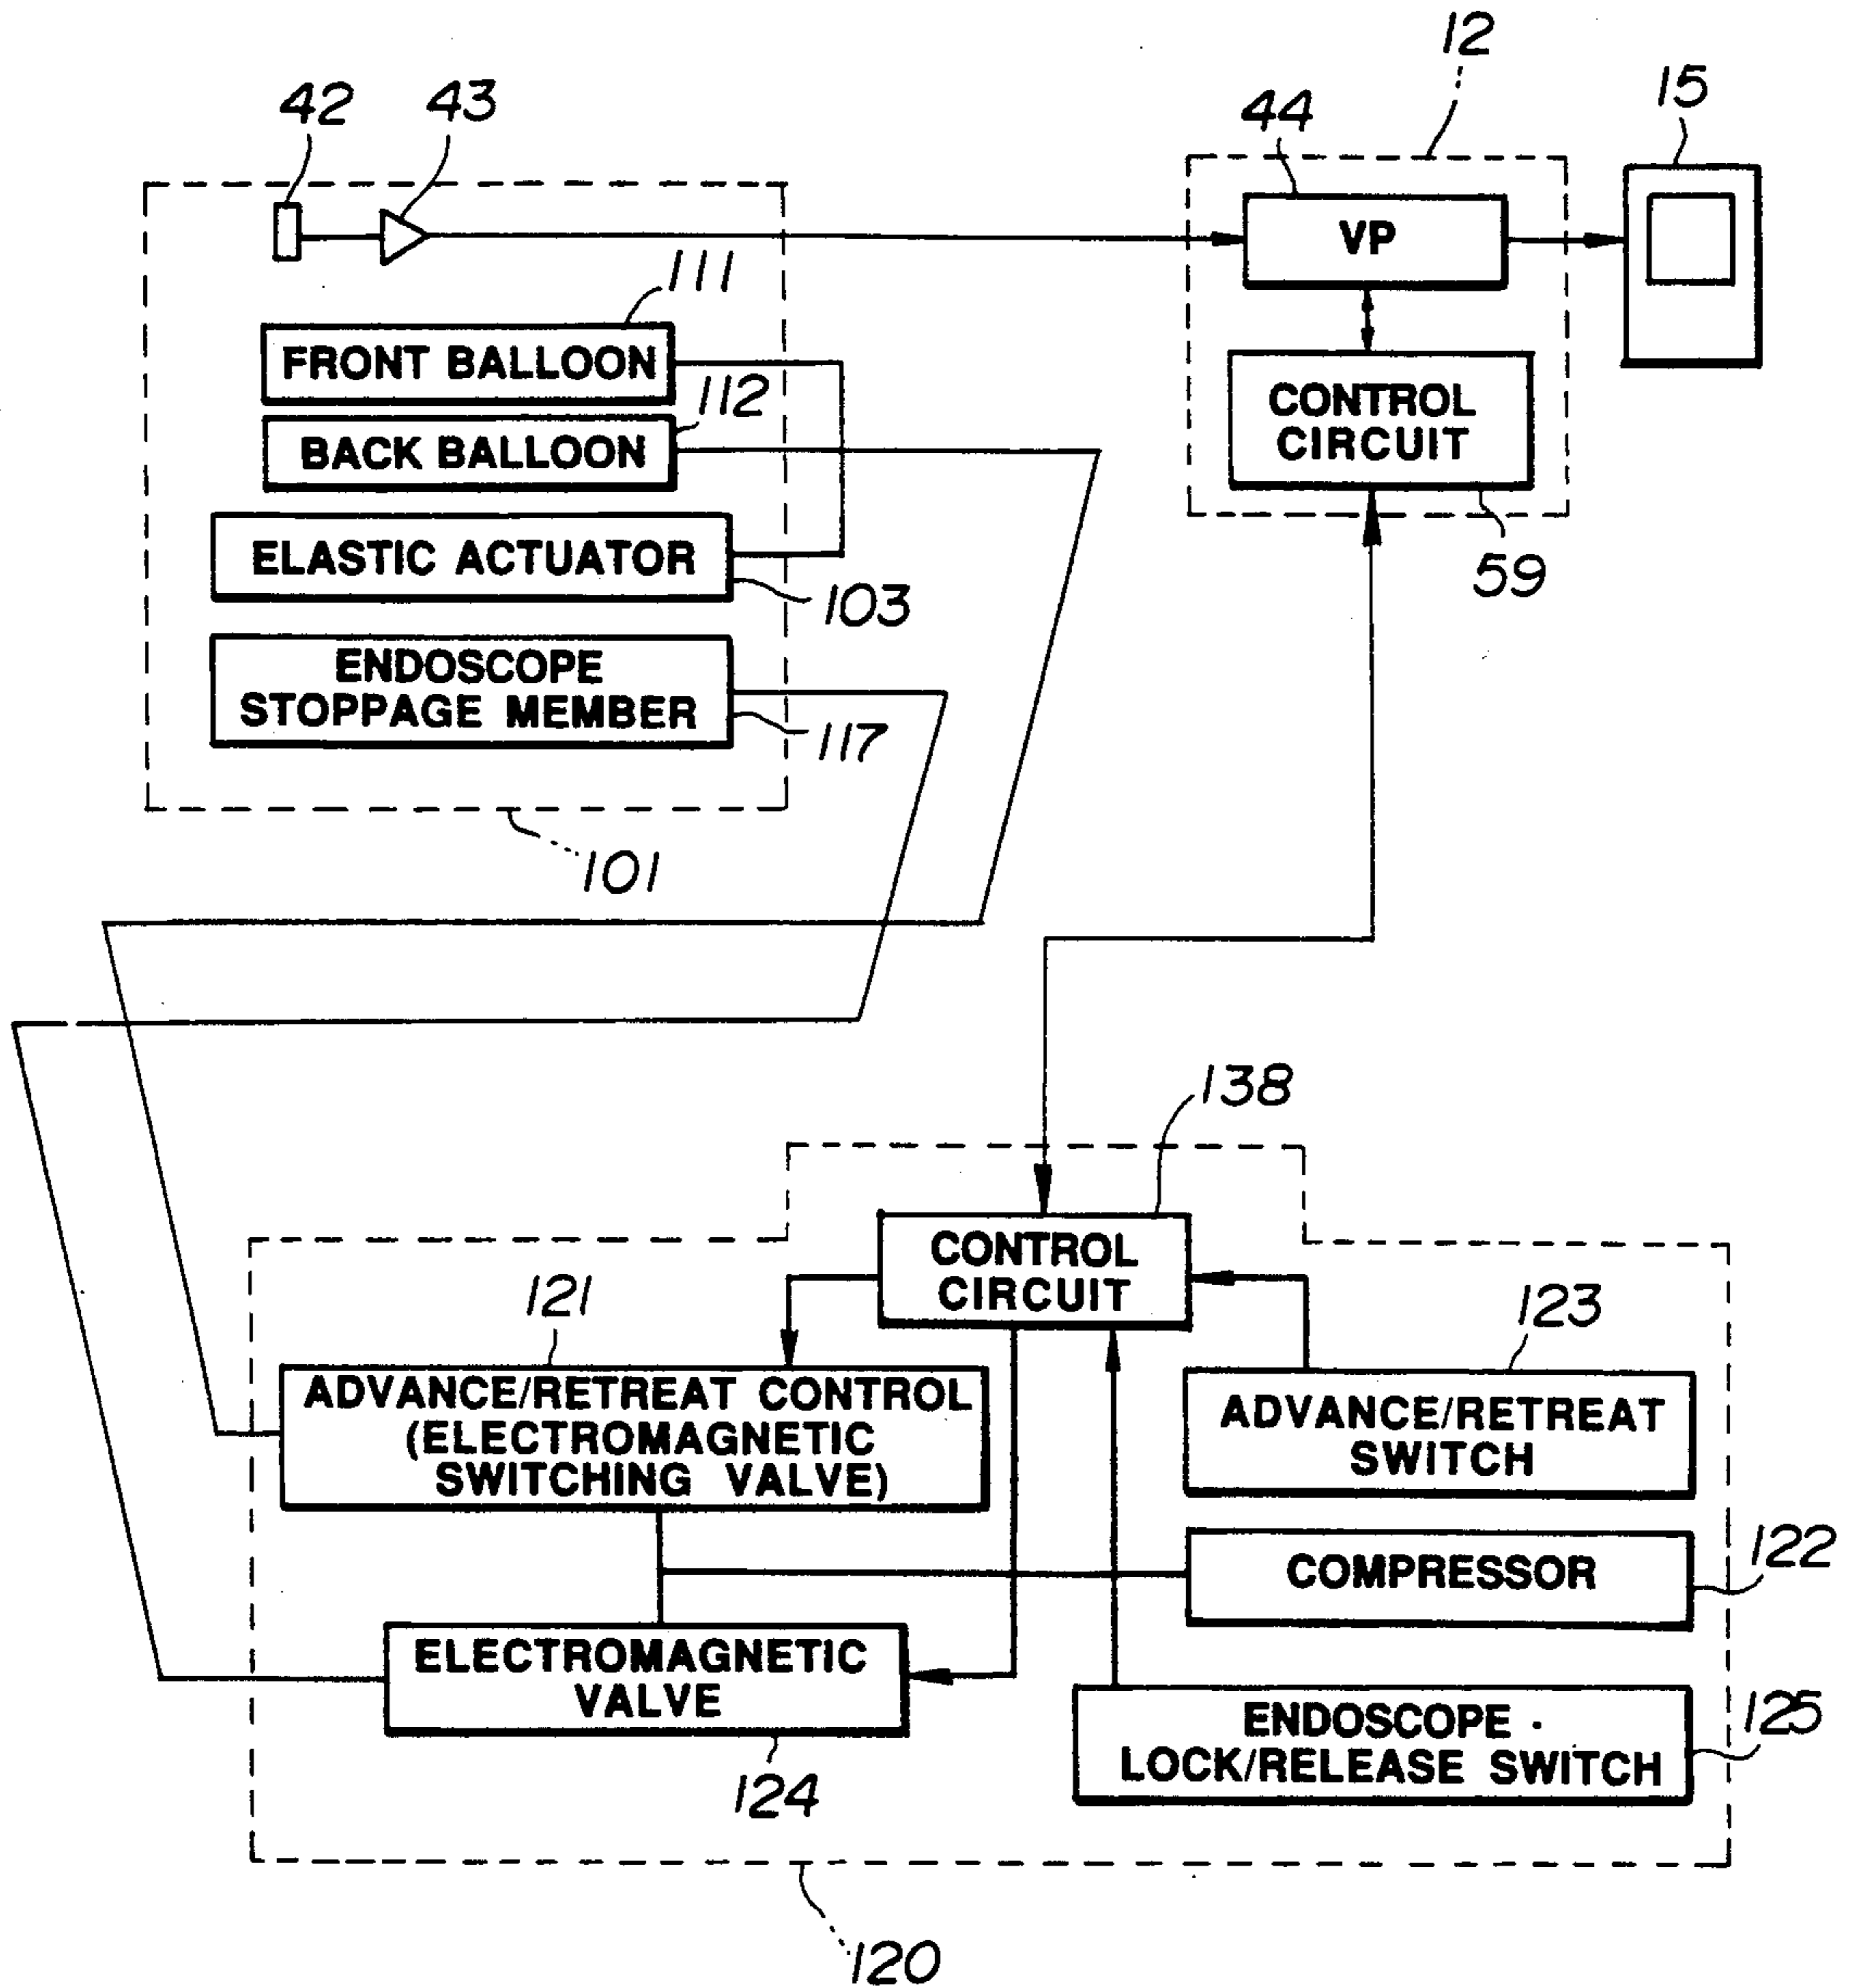 12
15
42
43
44
VP
111
FRONT BALLOON
112
BACK BALLOON
CONTROL
CIRCUIT
59
ELASTIC ACTUATOR
103
ENDOSCOPE
STOPPAGE MEMBER
117
101
138
CONTROL
CIRCUIT
121
123
ADVANCE/RETREAT CONTROL
(ELECTROMAGNETIC
SWITCHING VALVE)
ADVANCE/RETREAT
SWITCH
COMPRESSOR
122
ELECTROMAGNETIC
VALVE
124
ENDOSCOPE
LOCK/RELEASE SWITCH
125
120